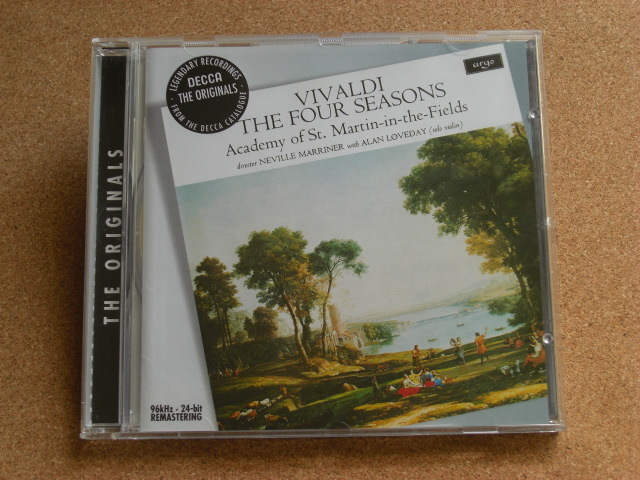 THE ORIGINALS
LEGENDARY RECORDINGS
DECCA
THE ORIGINALS
FROM THE DECCA CATALOGUE
argo
VIVALDI
THE FOUR SEASONS
Academy of St. Martin-in-the-Fields
director NEVILLE MARRINER with ALAN LOVEDAY (solo violin)
96kHz · 24-bit
REMASTERING